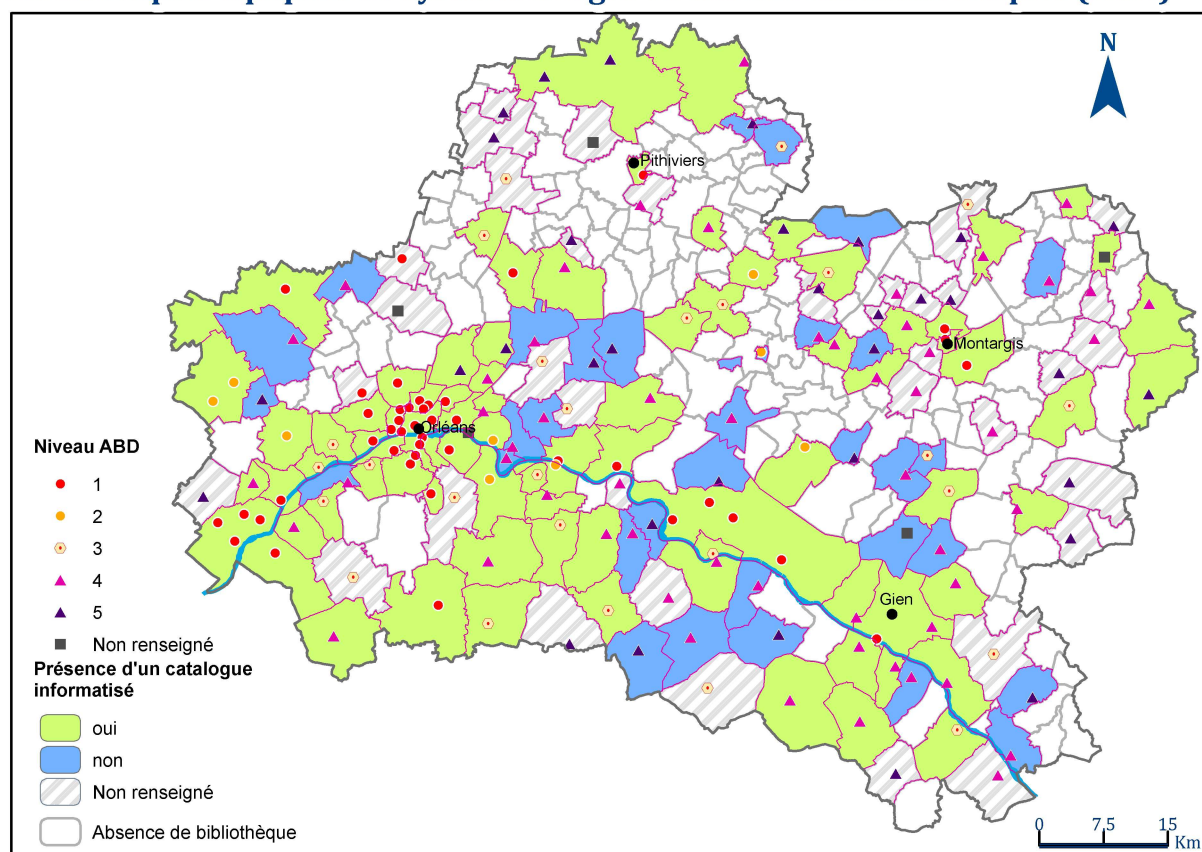 N
Pithiviers
Montargis
Orléans
Gien
Niveau ABD
1
2
3
4
5
Non renseigné
Présence d'un catalogue
informatisé
oui
non
Non renseigné
Absence de bibliothèque
0 7,5 15
Km